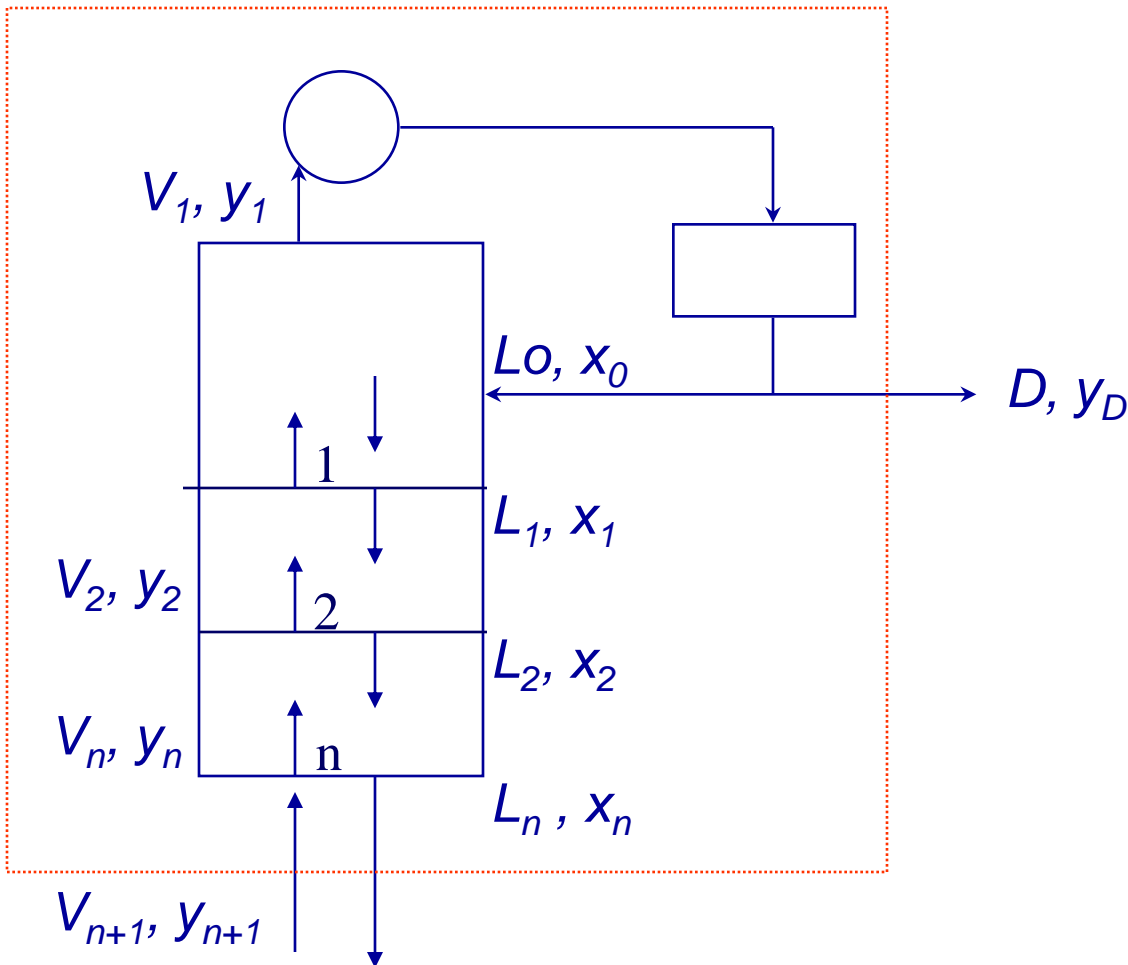 V1, y1
Lo, x0
D, yD
1
L1, x1
V2, y2
2
L2, x2
Vn, yn
n
Ln , xn
Vn+1, yn+1